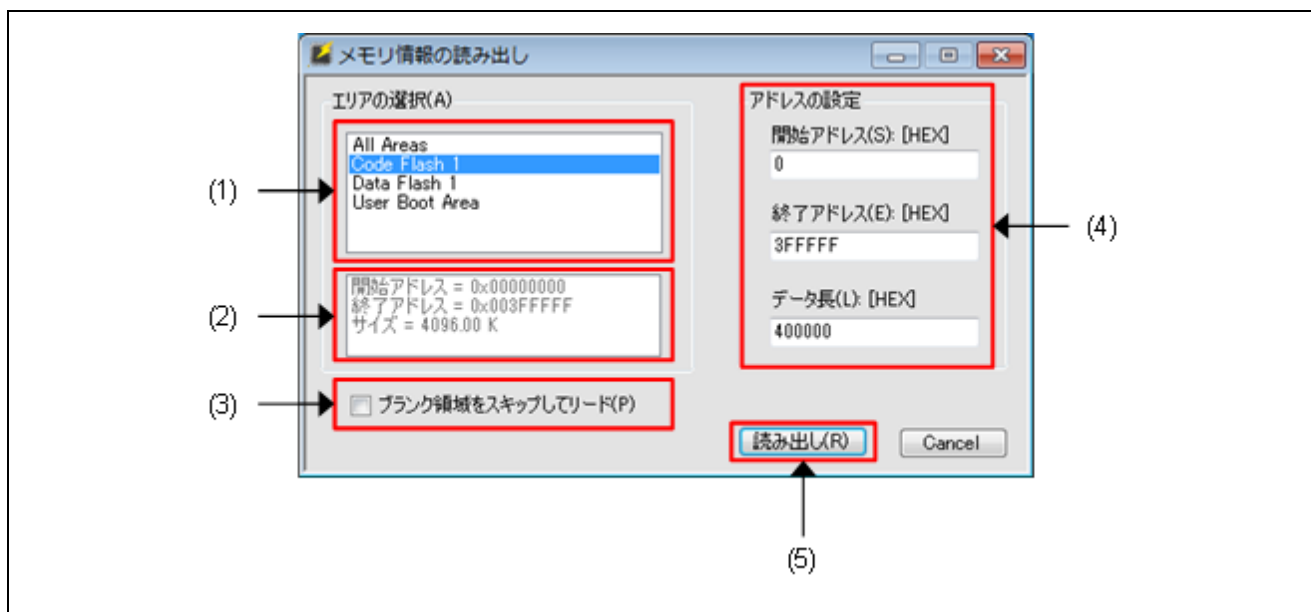 メモリ情報の読み出し
エリアの選択(A)
All Areas
Code Flash 1
Data Flash 1
User Boot Area
(1)
開始アドレス = 0x00000000
終了アドレス = 0x003FFFFF
サイズ = 4096.00 K
(2)
ブランク領域をスキップしてリード(P)
(3)
アドレスの設定
開始アドレス(S): [HEX]
0
終了アドレス(E): [HEX]
3FFFFF
データ長(L): [HEX]
400000
(4)
読み出し(R)
Cancel
(5)